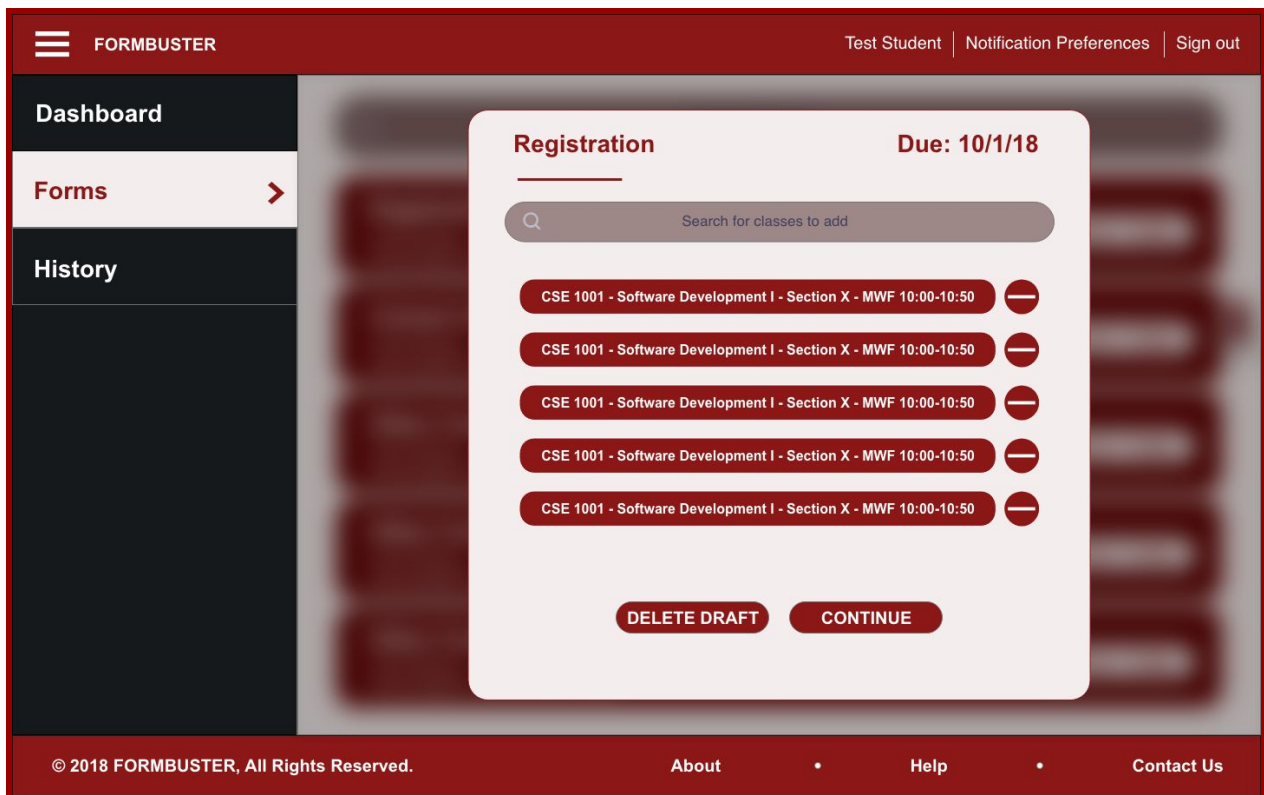 FORMBUSTER
Test Student | Notification Preferences | Sign out
Dashboard
Forms
History
Registration
Due: 10/1/18
Search for classes to add
CSE 1001 - Software Development I - Section X - MWF 10:00-10:50
CSE 1001 - Software Development I - Section X - MWF 10:00-10:50
CSE 1001 - Software Development I - Section X - MWF 10:00-10:50
CSE 1001 - Software Development I - Section X - MWF 10:00-10:50
CSE 1001 - Software Development I - Section X - MWF 10:00-10:50
DELETE DRAFT
CONTINUE
© 2018 FORMBUSTER, All Rights Reserved.
About • Help • Contact Us